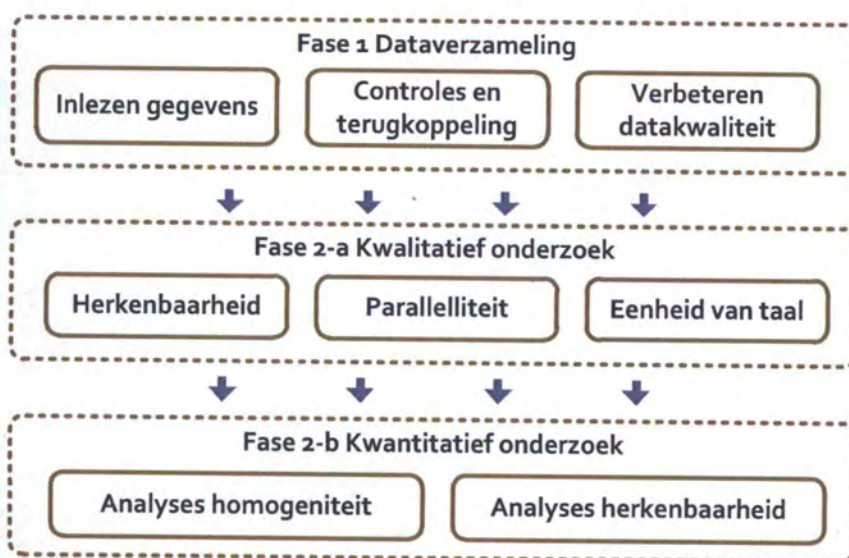 Fase 1 Dataverzameling
Inlezen gegevens
Controles en
terugkoppeling
Verbeteren
datakwaliteit
Fase 2-a Kwalitatief onderzoek
Herkenbaarheid
Parallelliteit
Eenheid van taal
Fase 2-b Kwantitatief onderzoek
Analyses homogeniteit
Analyses herkenbaarheid